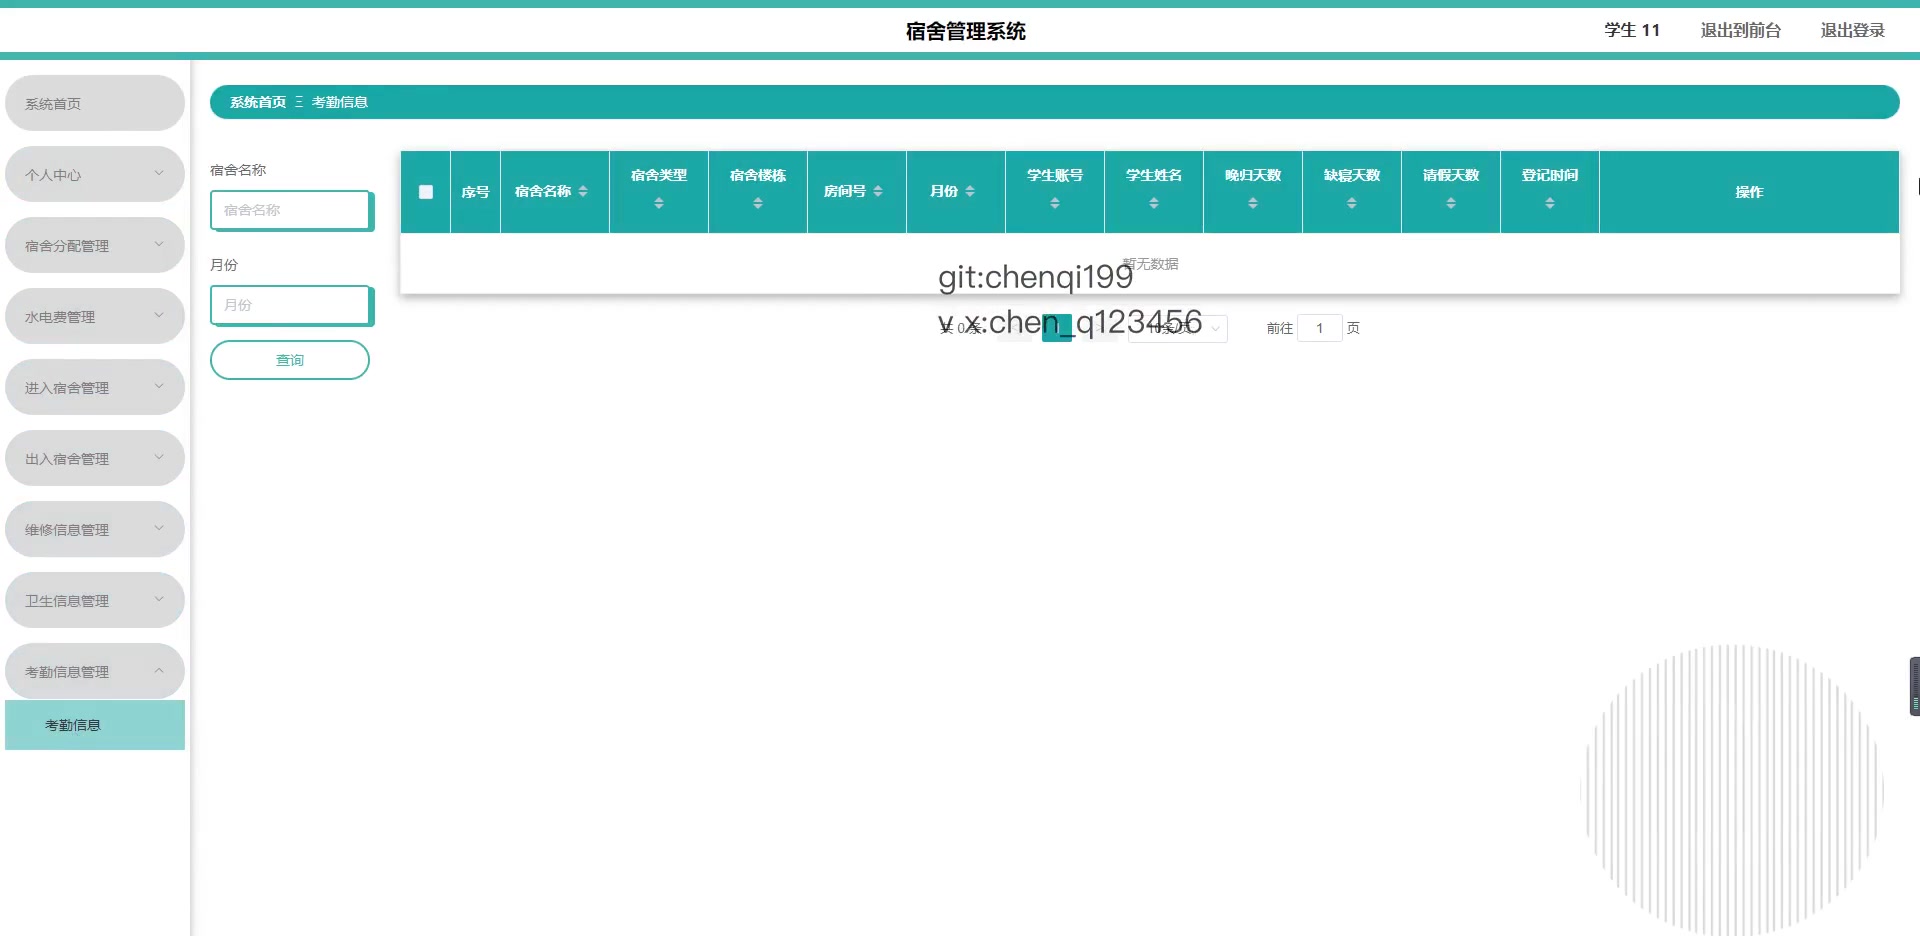 宿舍管理系统
学生 11
退出到前台
退出登录
系统首页
个人中心
宿舍分配管理
水电费管理
进入宿舍管理
出入宿舍管理
维修信息管理
卫生信息管理
考勤信息管理
考勤信息
系统首页 Ξ 考勤信息
宿舍名称
宿舍名称
月份
月份
查询
序号
宿舍名称
宿舍类型
宿舍楼栋
房间号
月份
学生账号
学生姓名
晚归天数
缺寝天数
请假天数
登记时间
操作
暂无数据
git:chenqi199
v x:chen_q123456
共 0 条
10条/页
前往 1 页